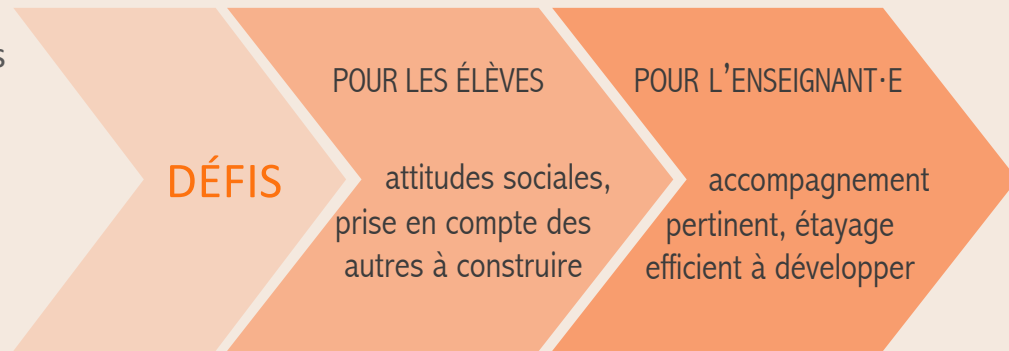 s
DÉFIS
POUR LES ÉLÈVES
attitudes sociales,
prise en compte des
autres à construire
POUR L'ENSEIGNANT·E
accompagnement
pertinent, étayage
efficient à développer